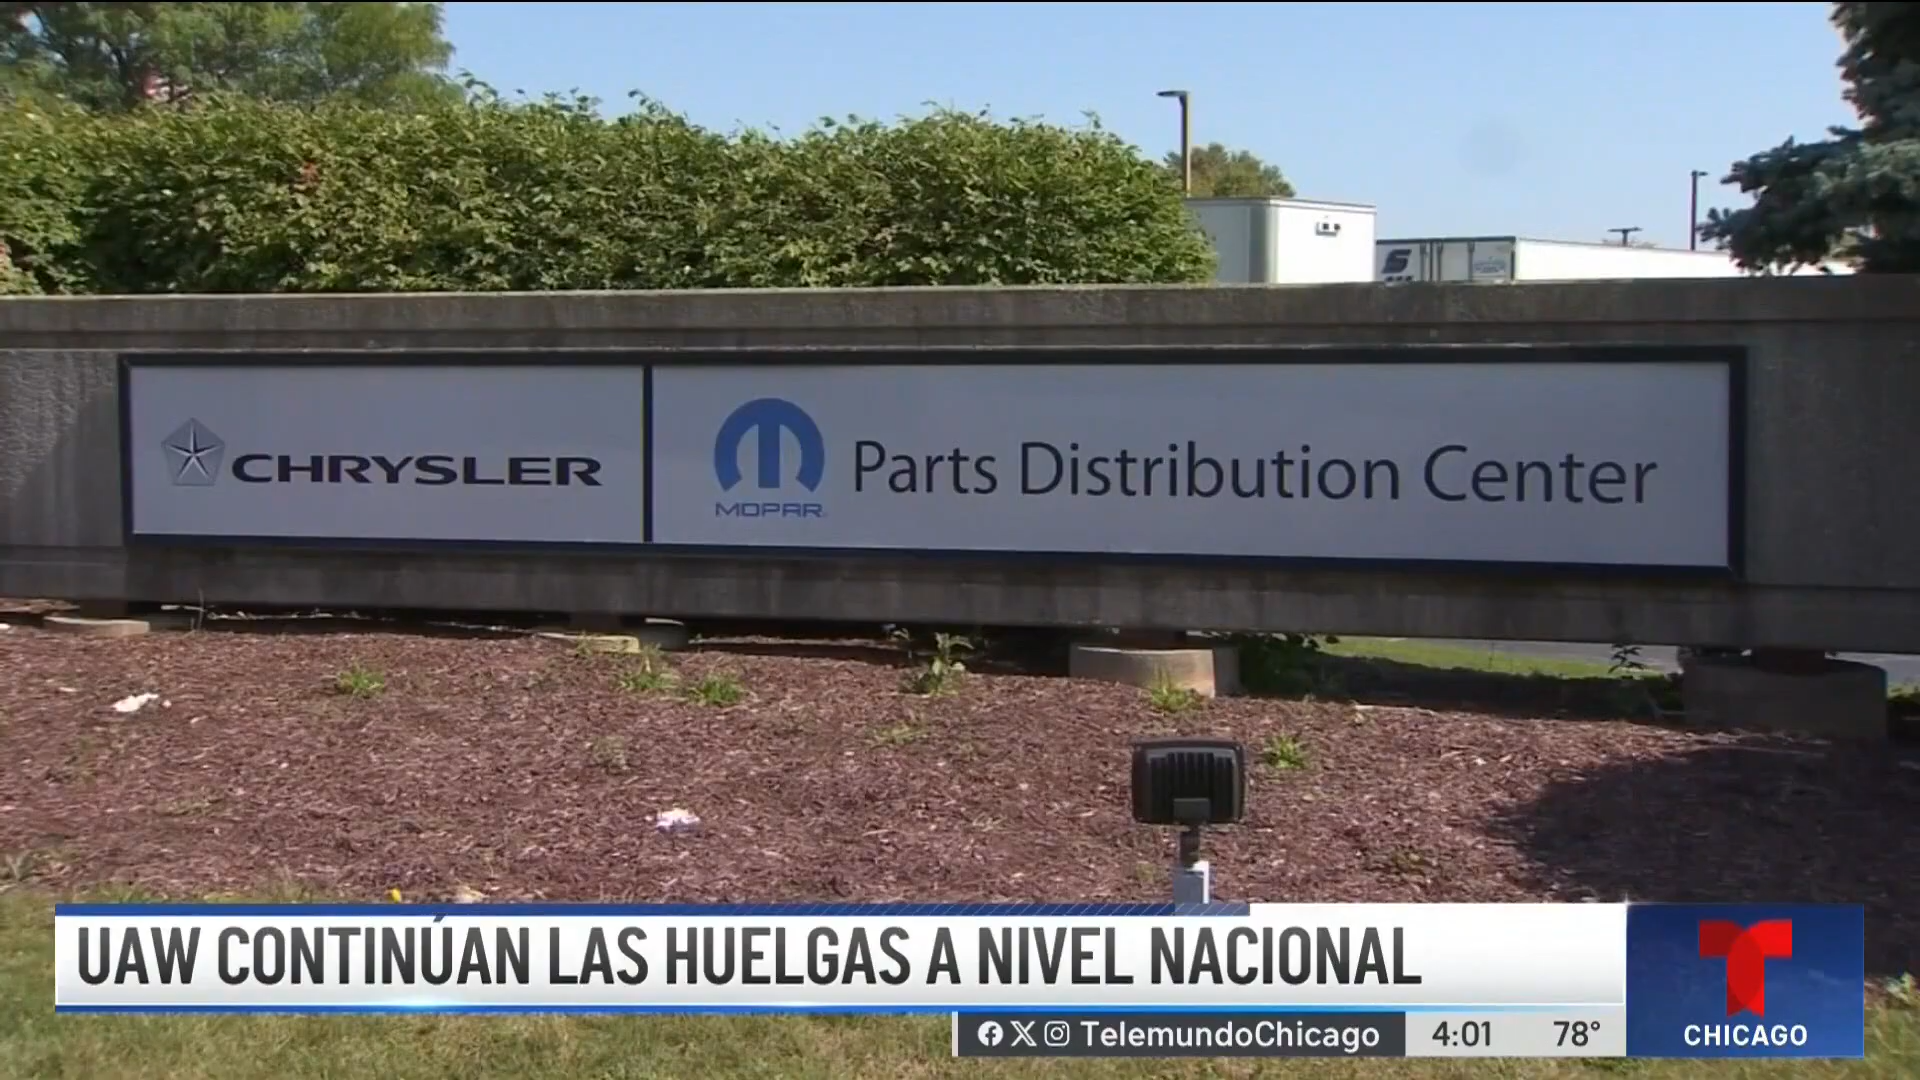 CHRYSLER
MOPAR
Parts Distribution Center
UAW CONTINÚAN LAS HUELGAS A NIVEL NACIONAL
TelemundoChicago
4:01
78°
CHICAGO